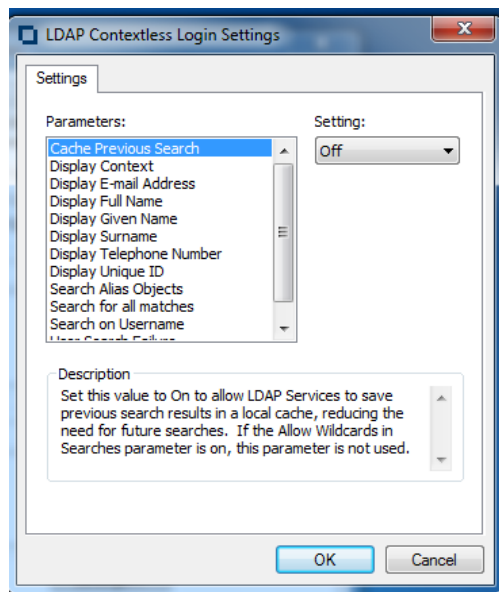 LDAP Contextless Login Settings
Settings
Parameters:
Setting:
Cache Previous Search
Off
Display Context
Display E-mail Address
Display Full Name
Display Given Name
Display Surname
Display Telephone Number
Display Unique ID
Search Alias Objects
Search for all matches
Search on Username
User Search Failure
Description
Set this value to On to allow LDAP Services to save
previous search results in a local cache, reducing the
need for future searches.  If the Allow Wildcards in
Searches parameter is on, this parameter is not used.
OK
Cancel